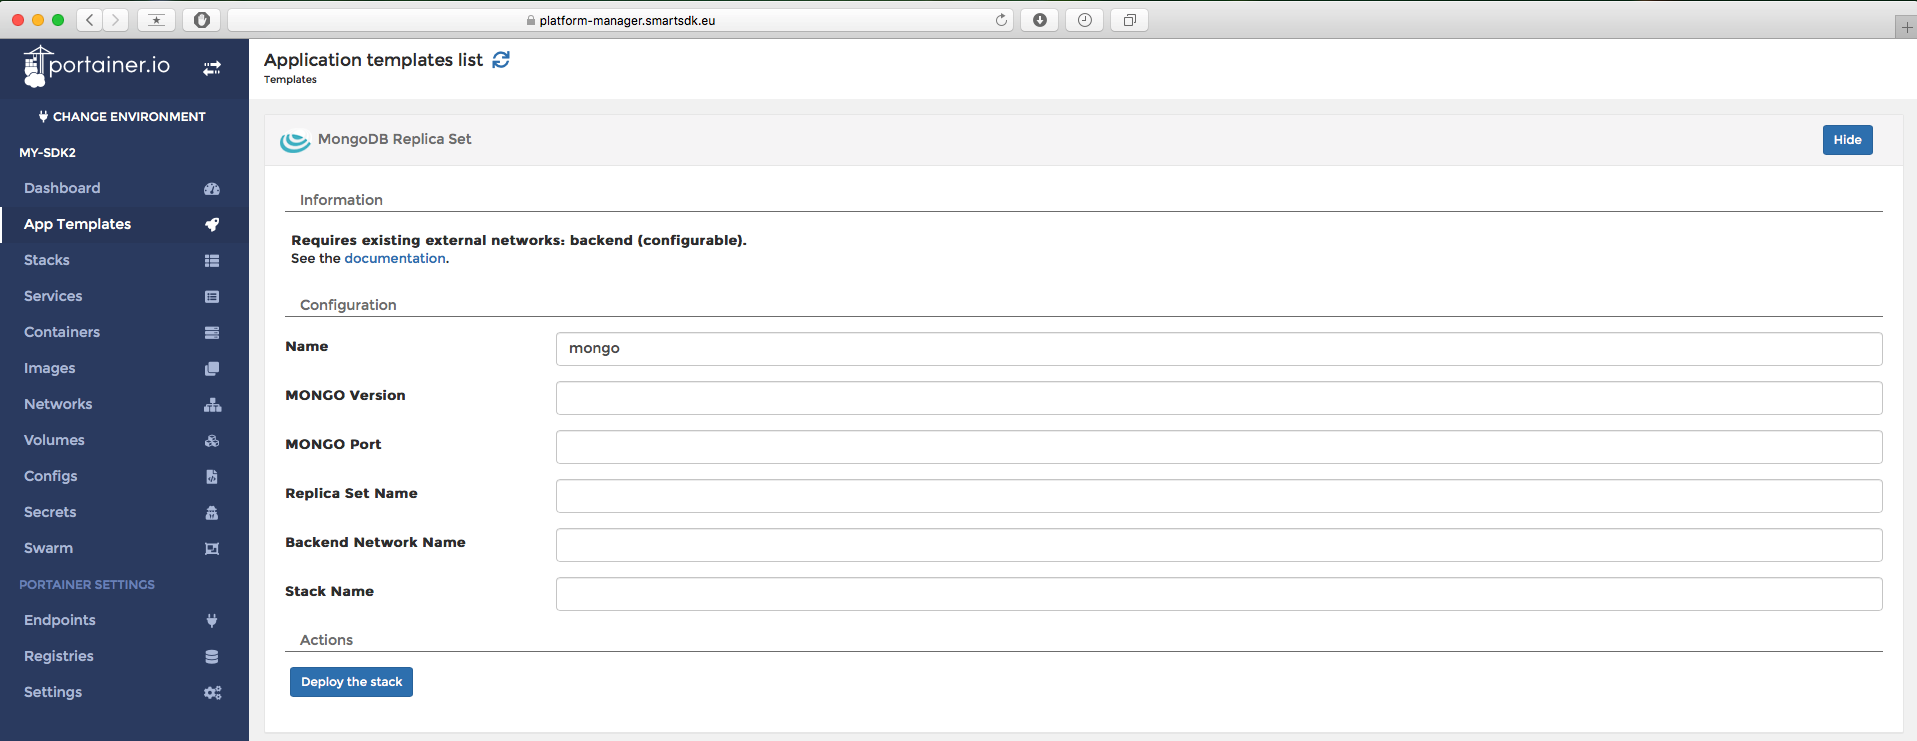 platform-manager.smartsdk.eu
portainer.io
CHANGE ENVIRONMENT
MY-SDK2
Dashboard
App Templates
Stacks
Services
Containers
Images
Networks
Volumes
Configs
Secrets
Swarm
PORTAINER SETTINGS
Endpoints
Registries
Settings
Application templates list
Templates
MongoDB Replica Set
Hide
Information
Requires existing external networks: backend (configurable).
See the documentation.
Configuration
Name mongo
MONGO Version
MONGO Port
Replica Set Name
Backend Network Name
Stack Name
Actions
Deploy the stack